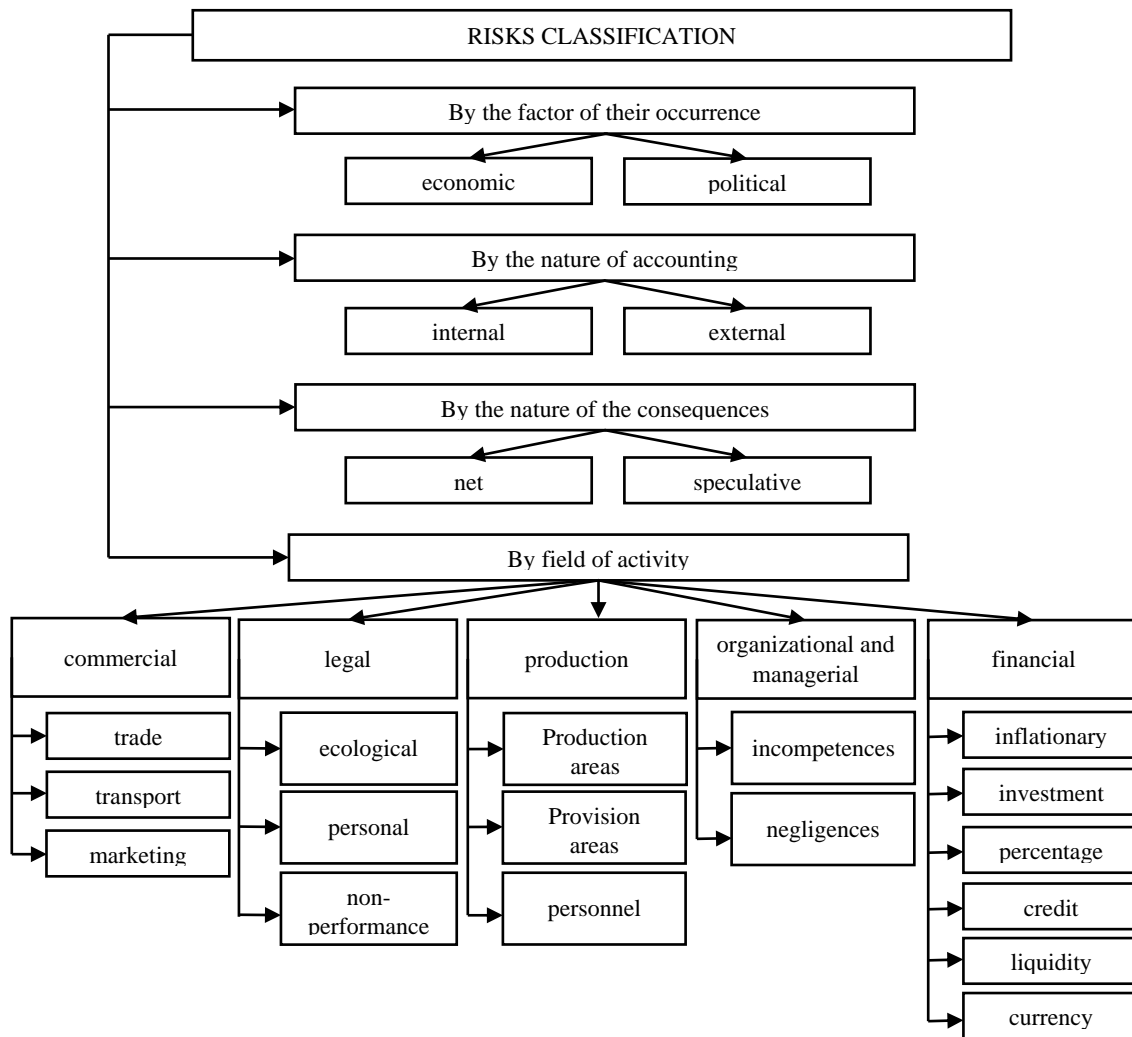 RISKS CLASSIFICATION
By the factor of their occurrence
economic
political
By the nature of accounting
internal
external
By the nature of the consequences
net
speculative
By field of activity
commercial
trade
transport
marketing
legal
ecological
personal
non-
performance
production
Production
areas
Provision
areas
personnel
organizational and
managerial
incompetences
negligences
financial
inflationary
investment
percentage
credit
liquidity
currency